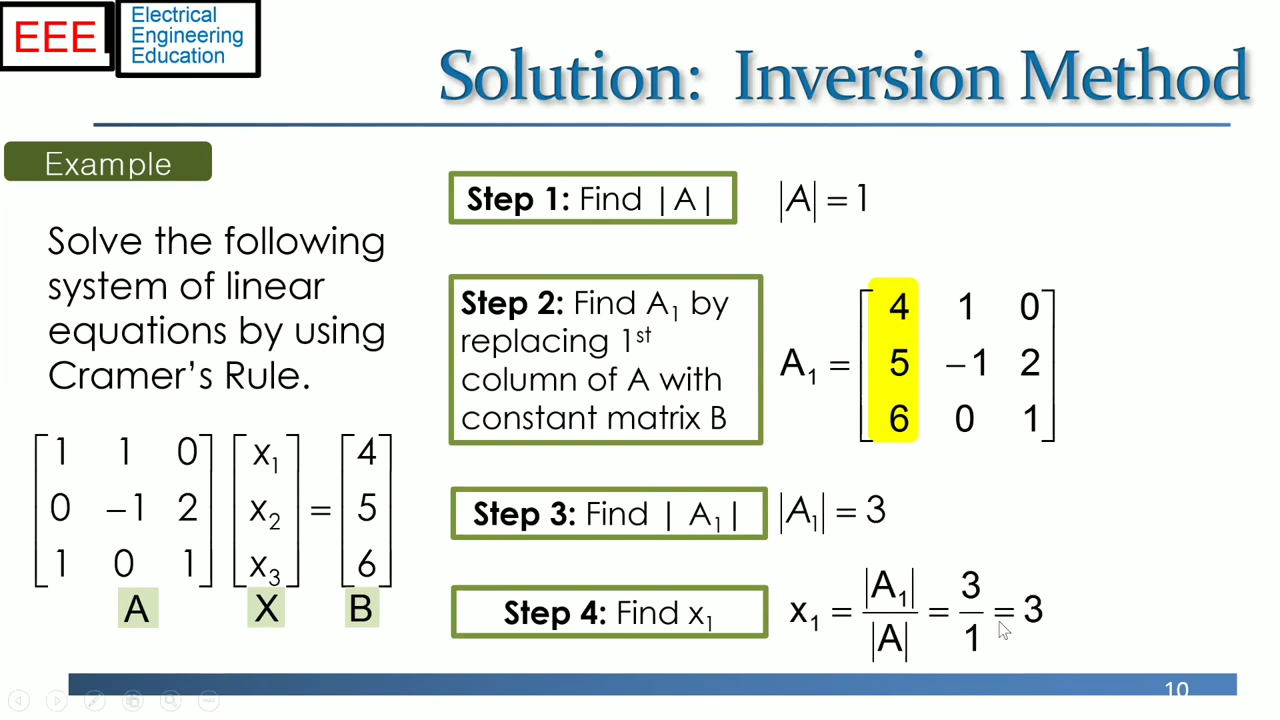 EEE
Electrical
Engineering
Education
Solution: Inversion Method
Example
Solve the following
system of linear
equations by using
Cramer's Rule.
[1 1 0] [x₁] [4]
[0 −1 2] [x₂] = [5]
[1 0 1] [x₃] [6]
A X B
Step 1: Find |A|
|A| = 1
Step 2: Find A₁ by
replacing 1st
column of A with
constant matrix B
4 1 0
A₁ = 5 −1 2
6 0 1
Step 3: Find | A₁|
|A₁| = 3
Step 4: Find x₁
x₁ = |A₁| / |A| = 3 / 1 = 3
10